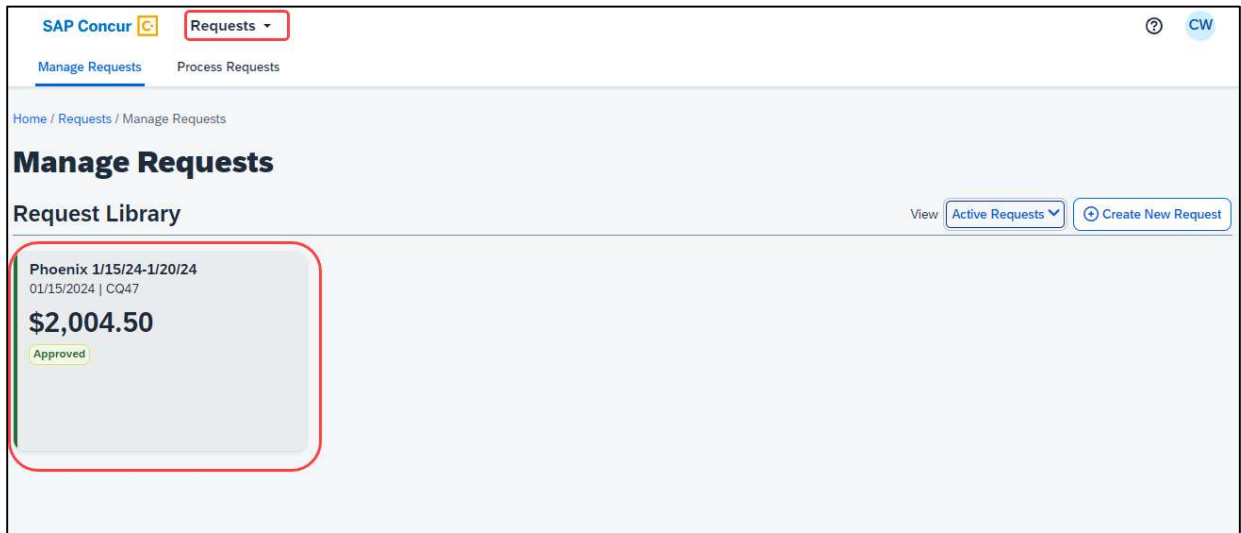 SAP Concur C Requests CW
Manage Requests Process Requests
Home / Requests / Manage Requests
Manage Requests
Request Library View Active Requests Create New Request
Phoenix 1/15/24-1/20/24
01/15/2024 | CQ47
$2,004.50
Approved